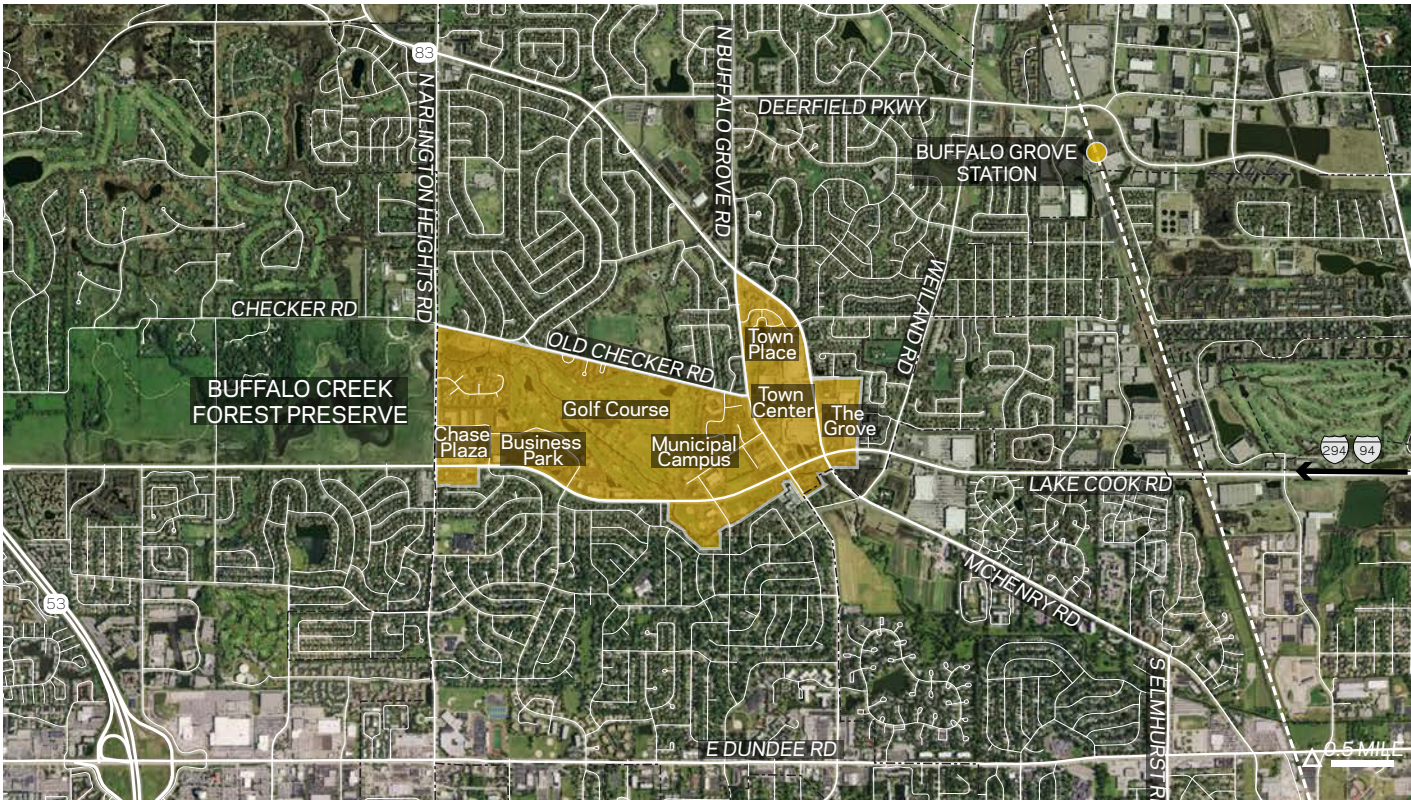 83
N ARLINGTON HEIGHTS RD
N BUFFALO GROVE RD
DEERFIELD PKWY
BUFFALO GROVE
STATION
WEILAND RD
CHECKER RD
OLD CHECKER RD
Town
Place
BUFFALO CREEK
FOREST PRESERVE
Golf Course
Town
Center
The
Grove
Chase
Plaza
Business
Park
Municipal
Campus
294
94
LAKE COOK RD
MCHENRY RD
53
S ELMHURST R
E DUNDEE RD
0.5 MILE